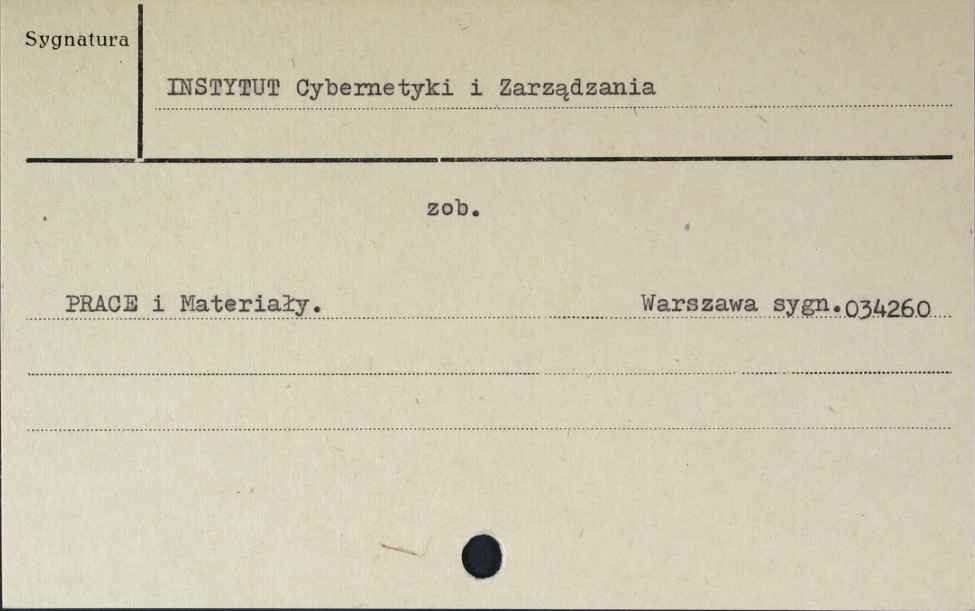 Sygnatura
INSTYTUT Cybernetyki i Zarządzania
zob.
PRACE i Materiały. Warszawa sygn.034260